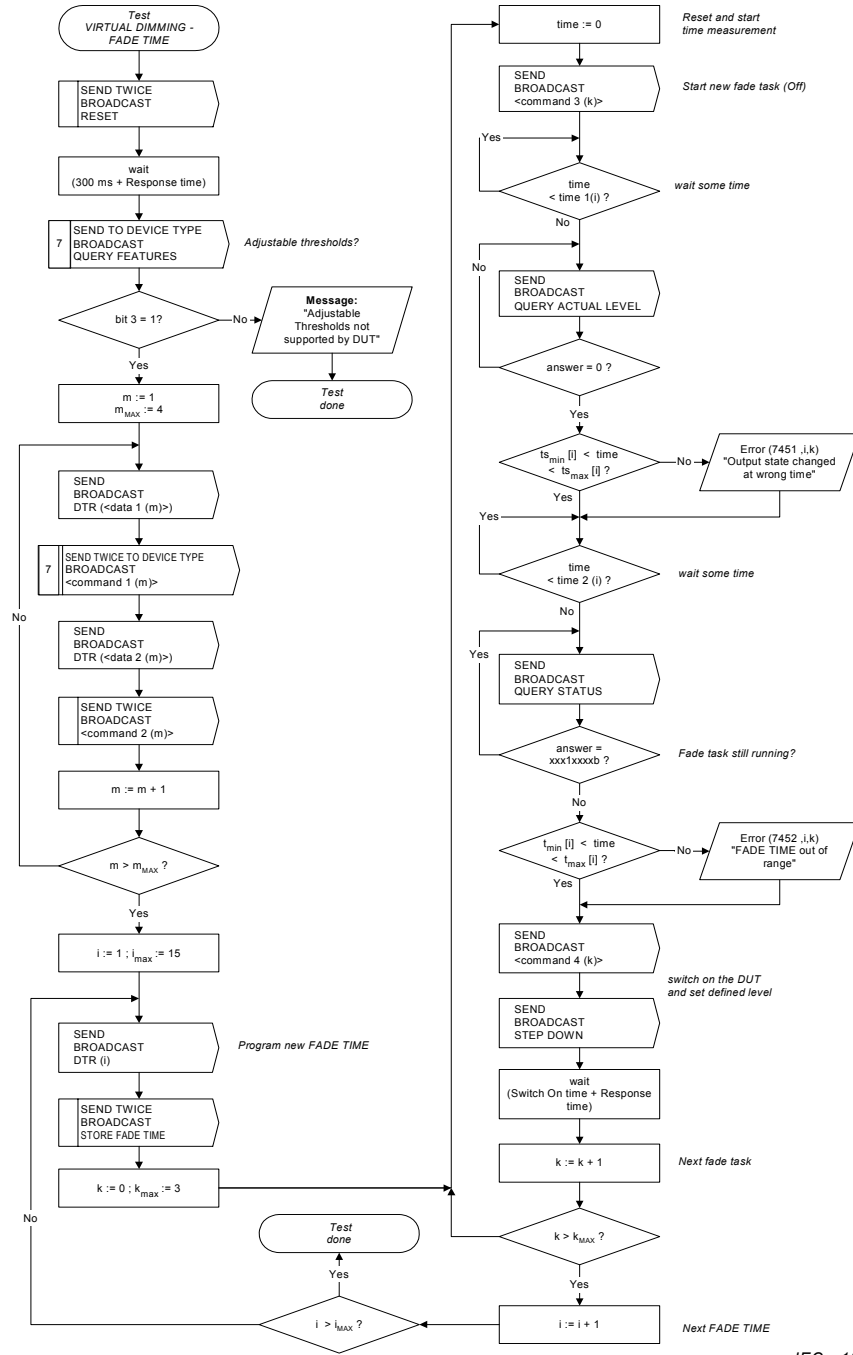 Test
VIRTUAL DIMMING -
FADE TIME
SEND TWICE
BROADCAST
RESET
wait
(300 ms + Response time)
7
SEND TO DEVICE TYPE
BROADCAST
QUERY FEATURES
Adjustable thresholds?
bit 3 = 1?
No
Message:
"Adjustable
Thresholds not
supported by DUT"
Test
done
Yes
m := 1
mMAX := 4
SEND
BROADCAST
DTR (<data 1 (m)>)
7
SEND TWICE TO DEVICE TYPE
BROADCAST
<command 1 (m)>
No
SEND
BROADCAST
DTR (<data 2 (m)>)
SEND TWICE
BROADCAST
<command 2 (m)>
m := m + 1
m > mMAX ?
Yes
i := 1 ; imax := 15
SEND
BROADCAST
DTR (i)
Program new FADE TIME
SEND TWICE
BROADCAST
STORE FADE TIME
k := 0 ; kmax := 3
No
time := 0
Reset and start
time measurement
SEND
BROADCAST
<command 3 (k)>
Start new fade task (Off)
Yes
time
< time 1(i) ?
wait some time
No
No
SEND
BROADCAST
QUERY ACTUAL LEVEL
answer = 0 ?
Yes
tsmin [i] < time
< tsmax [i] ?
No
Error (7451 ,i,k)
"Output state changed
at wrong time"
Yes
Yes
time
< time 2 (i) ?
wait some time
No
Yes
SEND
BROADCAST
QUERY STATUS
answer =
xxx1xxxxb ?
Fade task still running?
No
tmin [i] < time
< tmax [i] ?
No
Error (7452 ,i,k)
"FADE TIME out of
range"
Yes
SEND
BROADCAST
<command 4 (k)>
switch on the DUT
and set defined level
SEND
BROADCAST
STEP DOWN
wait
(Switch On time + Response
time)
k := k + 1
Next fade task
k > kMAX ?
Yes
i := i + 1
Next FADE TIME
i > iMAX ?
Yes
Test
done